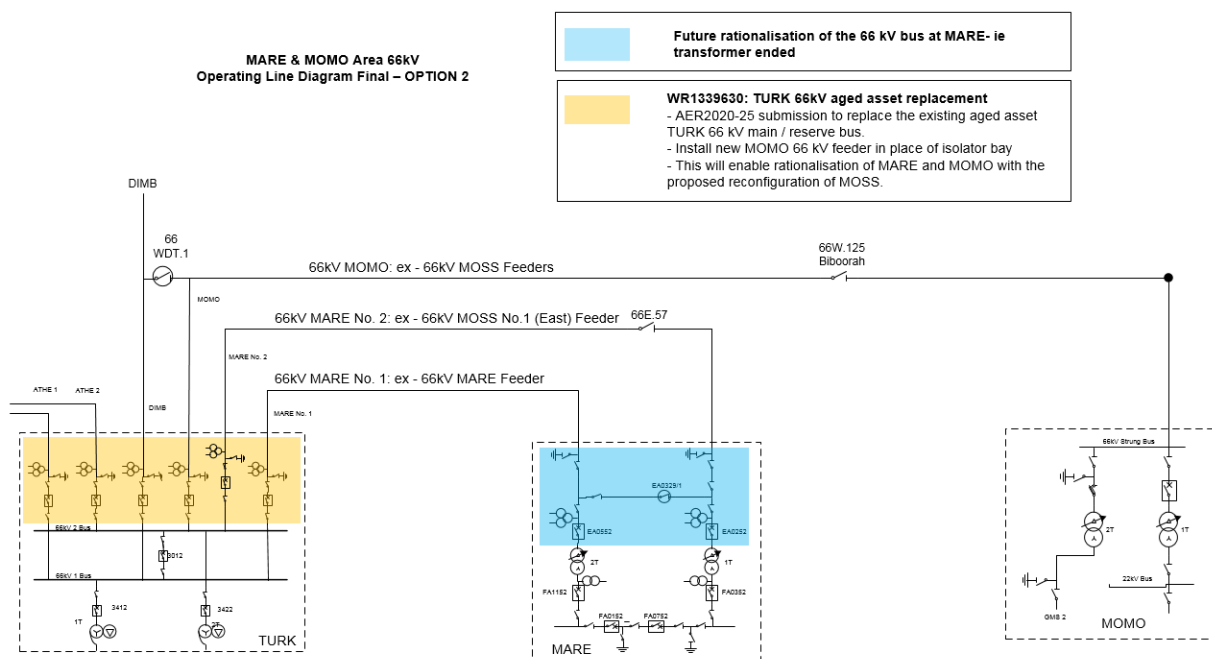 MARE & MOMO Area 66kV
Operating Line Diagram Final – OPTION 2
Future rationalisation of the 66 kV bus at MARE- ie
transformer ended
WR1339630: TURK 66kV aged asset replacement
- AER2020-25 submission to replace the existing aged asset
TURK 66 kV main / reserve bus.
- Install new MOMO 66 kV feeder in place of isolator bay
- This will enable rationalisation of MARE and MOMO with the
proposed reconfiguration of MOSS.
DIMB
66
WDT.1
66kV MOMO: ex - 66kV MOSS Feeders
66W.125
Biboorah
MOMO
66kV MARE No. 2: ex - 66kV MOSS No.1 (East) Feeder
66E.57
MARE No. 2
66kV MARE No. 1: ex - 66kV MARE Feeder
ATHE 1
ATHE 2
DIMB
MARE No. 1
66kV 2 Bus
3012
66kV 1 Bus
3412
3422
1T
2T
TURK
EA0329/1
EA0552
EA0252
2T
1T
FA1152
FA0352
FA0152
FA0752
MARE
66kV Strung Bus
2T
1T
22kV Bus
GMB 2
MOMO